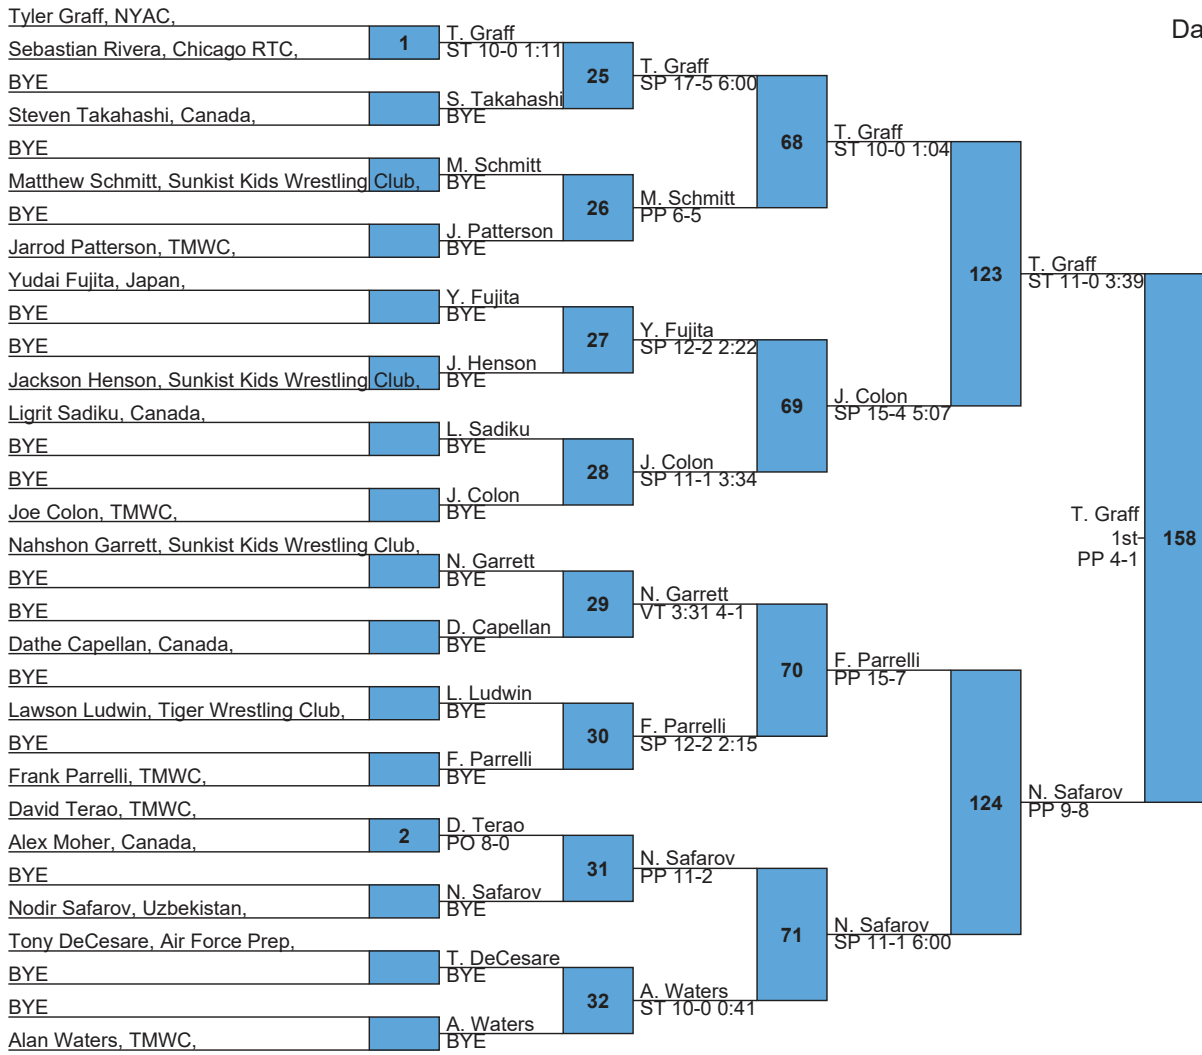 Tyler Graff, NYAC,
Sebastian Rivera, Chicago RTC,
BYE
Steven Takahashi, Canada,
BYE
Matthew Schmitt, Sunkist Kids Wrestling Club,
BYE
Jarrod Patterson, TMWC,
Yudai Fujita, Japan,
BYE
BYE
Jackson Henson, Sunkist Kids Wrestling Club,
Ligrit Sadiku, Canada,
BYE
BYE
Joe Colon, TMWC,
Nahshon Garrett, Sunkist Kids Wrestling Club,
BYE
BYE
Dathe Capellan, Canada,
BYE
Lawson Ludwin, Tiger Wrestling Club,
BYE
Frank Parrelli, TMWC,
David Terao, TMWC,
Alex Moher, Canada,
BYE
Nodir Safarov, Uzbekistan,
Tony DeCesare, Air Force Prep,
BYE
BYE
Alan Waters, TMWC,
1
2
T. Graff
ST 10-0 1:11
S. Takahashi
BYE
M. Schmitt
BYE
J. Patterson
BYE
Y. Fujita
BYE
J. Henson
BYE
L. Sadiku
BYE
J. Colon
BYE
N. Garrett
BYE
D. Capellan
BYE
L. Ludwin
BYE
F. Parrelli
BYE
D. Terao
PO 8-0
N. Safarov
BYE
T. DeCesare
BYE
A. Waters
BYE
25
26
27
28
29
30
31
32
T. Graff
SP 17-5 6:00
M. Schmitt
PP 6-5
Y. Fujita
SP 12-2 2:22
J. Colon
SP 11-1 3:34
N. Garrett
VT 3:31 4-1
F. Parrelli
SP 12-2 2:15
N. Safarov
PP 11-2
A. Waters
ST 10-0 0:41
68
69
70
71
T. Graff
ST 10-0 1:04
J. Colon
SP 15-4 5:07
F. Parrelli
PP 15-7
N. Safarov
SP 11-1 6:00
123
124
T. Graff
ST 11-0 3:39
N. Safarov
PP 9-8
T. Graff
1st
PP 4-1
158
Da